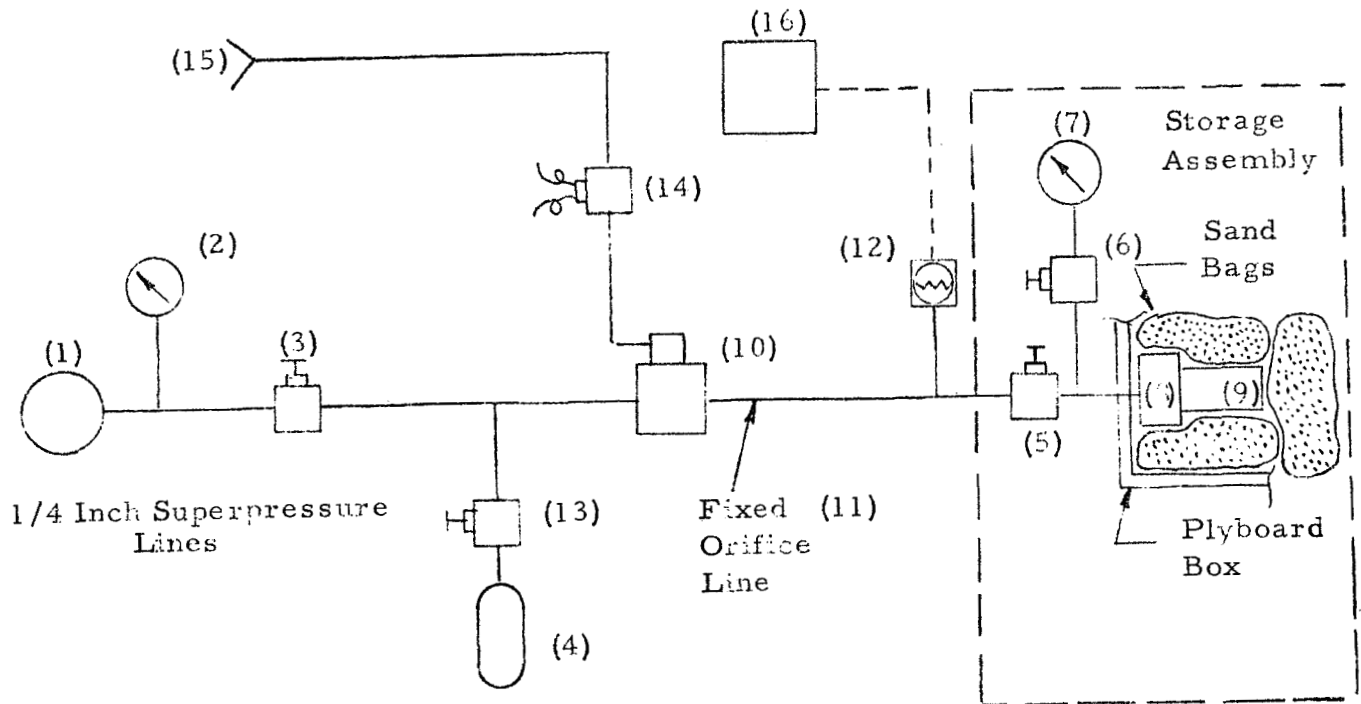 (16)
(15)
(7)
Storage
Assembly
(14)
(2)
(12)
(6)
Sand
Bags
(1)
(3)
(10)
(9)
(5)
1/4 Inch Superpressure
Lines
(13)
Fixed (11)
Orifice
Line
Plyboard
Box
(4)